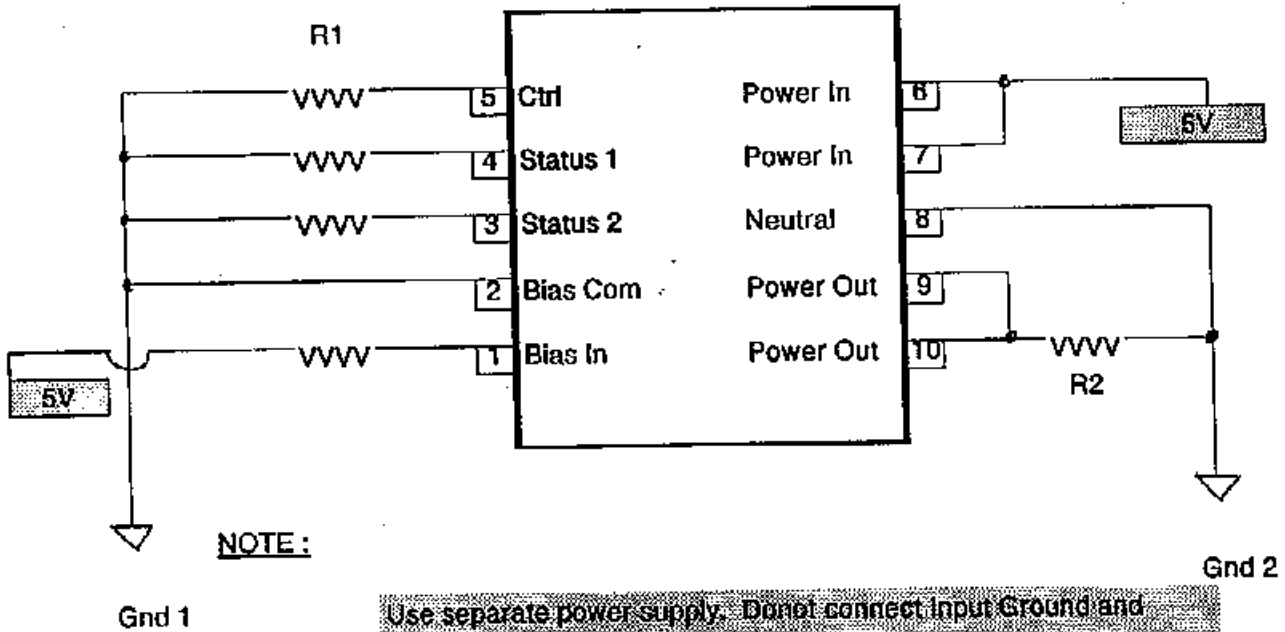 R1
5 Ctrl Power In 6
5V
4 Status 1 Power In 7
3 Status 2 Neutral 8
2 Bias Com Power Out 9
1 Bias In Power Out 10
5V
R2
NOTE :
Gnd 2
Gnd 1
Use separate power supply. Donot connect Input Ground and